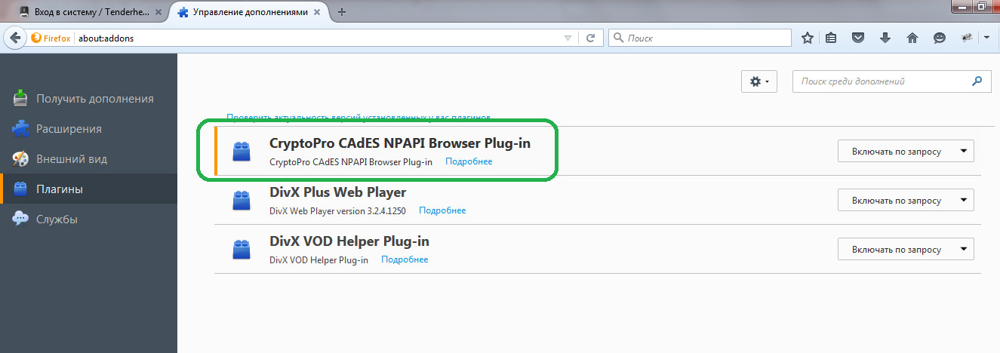 Вход в систему / Tenderhe...
Управление дополнениями
Firefox
about:addons
Поиск
Получить дополнения
Расширения
Внешний вид
Плагины
Службы
Поиск среди дополнений
Проверить актуальность версий установленных у вас плагинов
CryptoPro CAdES NPAPI Browser Plug-in
CryptoPro CAdES NPAPI Browser Plug-in Подробнее
Включать по запросу
DivX Plus Web Player
DivX Web Player version 3.2.4.1250 Подробнее
Включать по запросу
DivX VOD Helper Plug-in
DivX VOD Helper Plug-in Подробнее
Включать по запросу